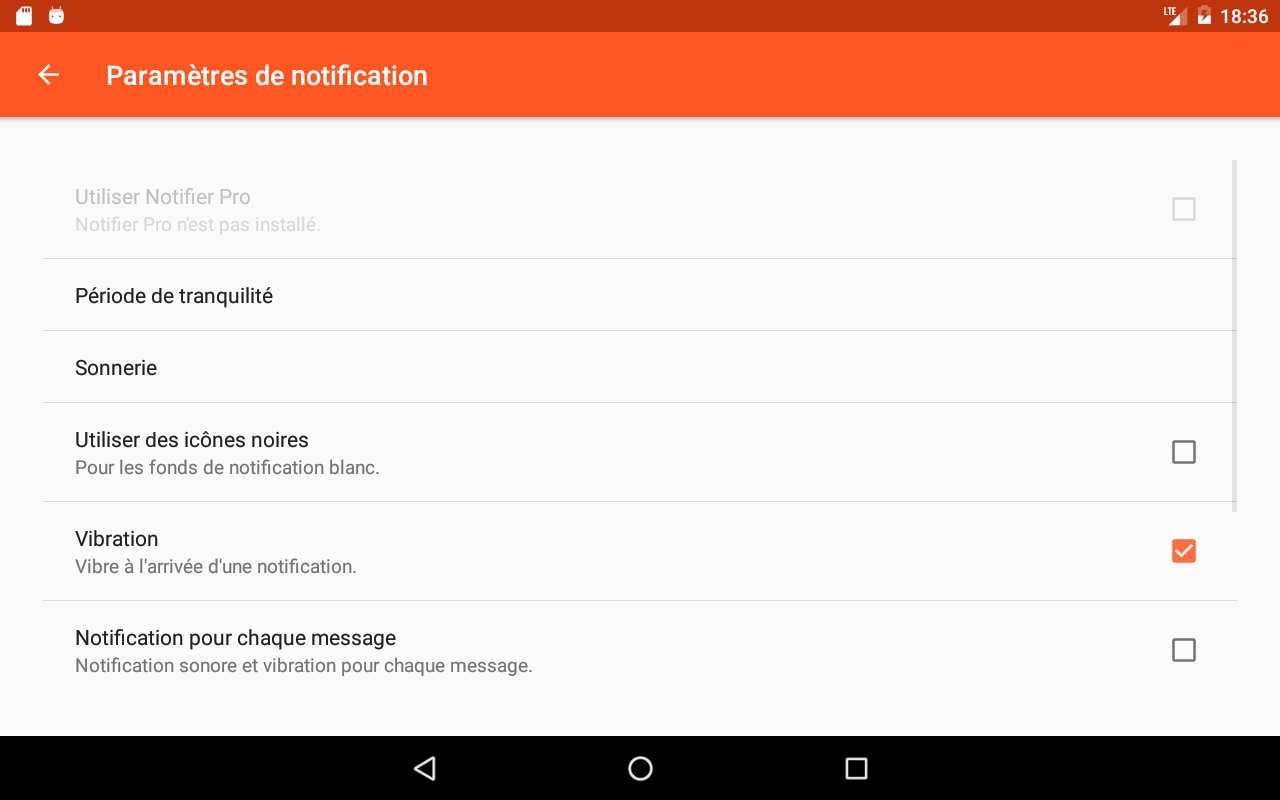 LTE 18:36
Paramètres de notification
Utiliser Notifier Pro
Notifier Pro n'est pas installé.
Période de tranquilité
Sonnerie
Utiliser des icônes noires
Pour les fonds de notification blanc.
Vibration
Vibre à l'arrivée d'une notification.
Notification pour chaque message
Notification sonore et vibration pour chaque message.